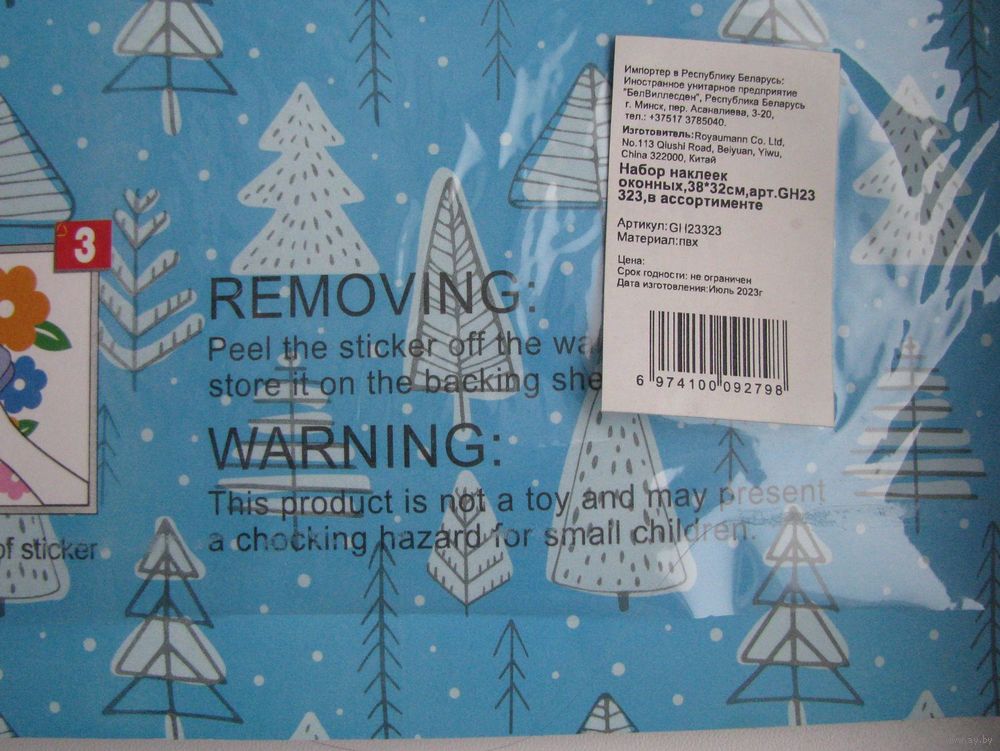 Импортер в Республику Беларусь:
Иностранное унитарное предприятие
"БелВиллесден", Республика Беларусь
г. Минск, пер. Асаналиева, 3-20,
тел.: +37517 3785040.
Изготовитель:Royaumann Co. Ltd,
No.113 Qiushi Road, Beiyuan, Yiwu,
China 322000, Китай
Набор наклеек
оконных,38*32см,арт.GH23
323,в ассортименте
Артикул:GH23323
Материал:пвх
Цена:
Срок годности: не ограничен
Дата изготовления:Июль 2023г
6 974100 092798
3
REMOVING:
Peel the sticker off the
store it on the backing
WARNING:
This product is not a toy and may present
a chocking hazard for small children.
of sticker